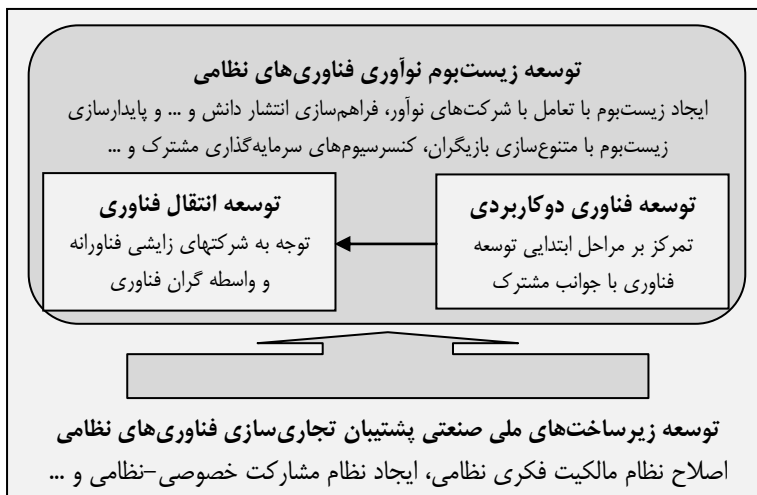 توسعه زیست‌بوم نوآوری فناوری‌های نظامی
ایجاد زیست‌بوم با تعامل با شرکت‌های نوآور، فراهم‌سازی انتشار دانش و ... و پایدارسازی
زیست‌بوم با متنوع‌سازی بازیگران، کنسرسیوم‌های سرمایه‌گذاری مشترک و ...
توسعه فناوری دوکاربردی
تمرکز بر مراحل ابتدایی توسعه
فناوری با جوانب مشترک
توسعه انتقال فناوری
توجه به شرکتهای زایشی فناورانه
و واسطه گران فناوری
توسعه زیرساخت‌های ملی صنعتی پشتیبان تجاری‌سازی فناوری‌های نظامی
اصلاح نظام مالکیت فکری نظامی، ایجاد نظام مشارکت خصوصی-نظامی و ...